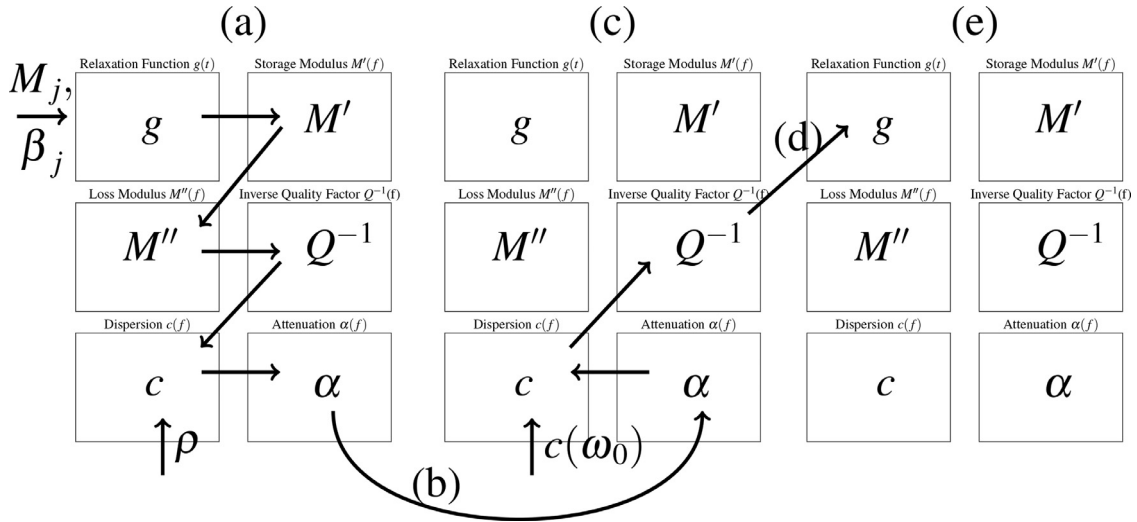 (a) (c) (e)
Relaxation Function g(t) Storage Modulus M′(f) Relaxation Function g(t) Storage Modulus M′(f) Relaxation Function g(t) Storage Modulus M′(f)
M_j,
β_j
g M′ g M′ (d) g M′
Loss Modulus M″(f) Inverse Quality Factor Q⁻¹(f) Loss Modulus M″(f) Inverse Quality Factor Q⁻¹(f) Loss Modulus M″(f) Inverse Quality Factor Q⁻¹(f)
M″ Q⁻¹ M″ Q⁻¹ M″ Q⁻¹
Dispersion c(f) Attenuation α(f) Dispersion c(f) Attenuation α(f) Dispersion c(f) Attenuation α(f)
c α c α c α
ρ c(ω₀)
(b)